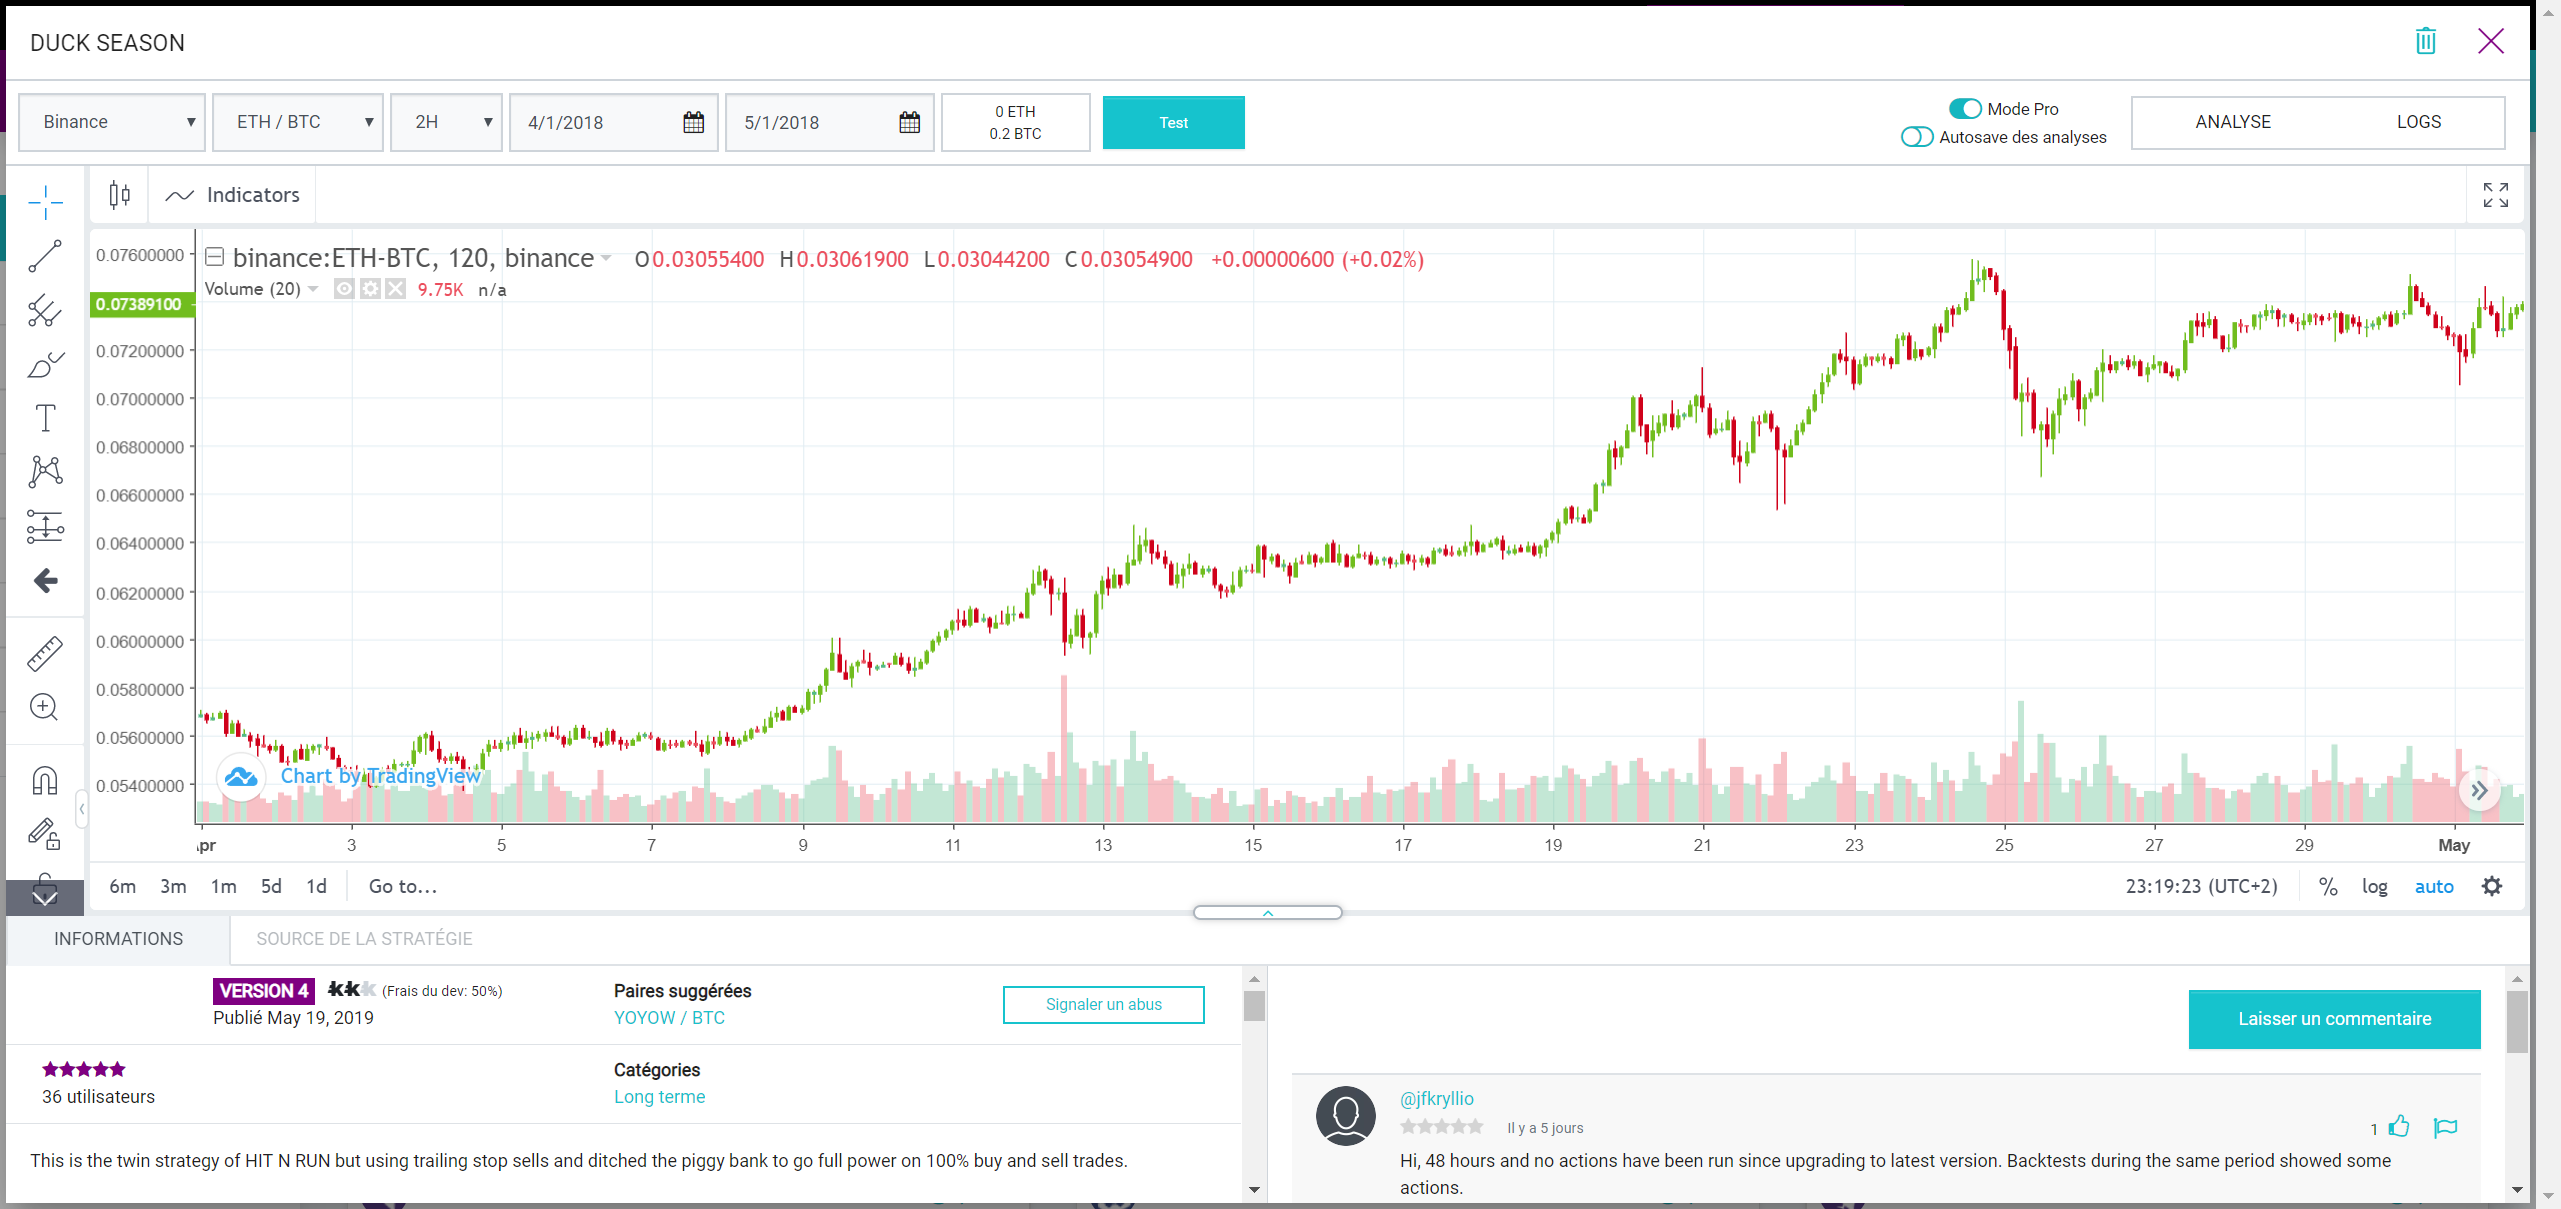 DUCK SEASON
Binance ETH / BTC 2H 4/1/2018 5/1/2018 0 ETH 0.2 BTC Test Mode Pro Autosave des analyses ANALYSE LOGS
Indicators
binance:ETH-BTC, 120, binance O0.03055400 H0.03061900 L0.03044200 C0.03054900 +0.00000600 (+0.02%)
Volume (20) 9.75K n/a
0.07600000
0.07389100
0.07200000
0.07000000
0.06800000
0.06600000
0.06400000
0.06200000
0.06000000
0.05800000
0.05600000
0.05400000
Chart by TradingView
Apr 3 5 7 9 11 13 15 17 19 21 23 25 27 29 May
6m 3m 1m 5d 1d Go to... 23:19:23 (UTC+2) % log auto
INFORMATIONS SOURCE DE LA STRATÉGIE
VERSION 4 kkk (Frais du dev: 50%) Paires suggérées Signaler un abus
Publié May 19, 2019 YOYOW / BTC
36 utilisateurs
Catégories
Long terme
This is the twin strategy of HIT N RUN but using trailing stop sells and ditched the piggy bank to go full power on 100% buy and sell trades.
Laisser un commentaire
@jfkryllio
Il y a 5 jours 1
Hi, 48 hours and no actions have been run since upgrading to latest version. Backtests during the same period showed some
actions.